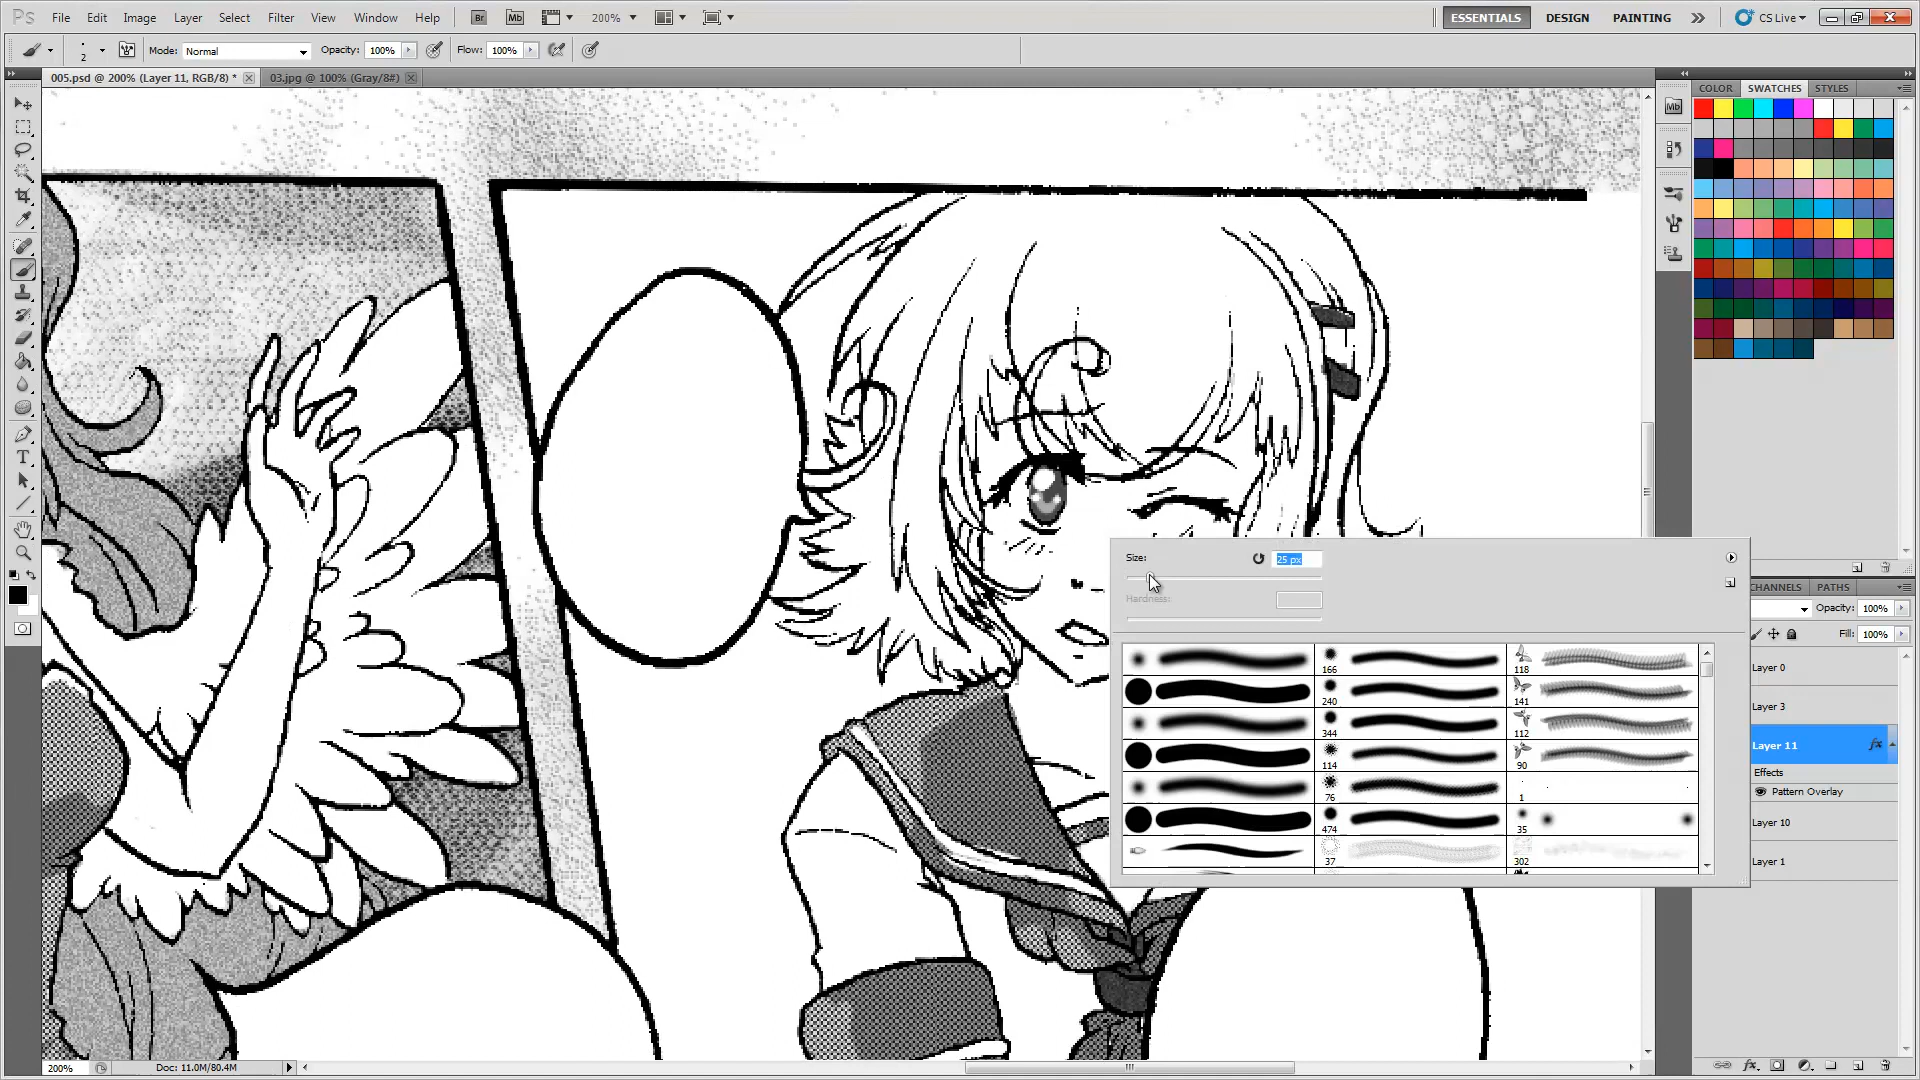 Ps File Edit Image Layer Select Filter View Window Help Br Mb 200% ESSENTIALS DESIGN PAINTING CS Live
2 Mode: Normal Opacity: 100% Flow: 100%
005.psd @ 200% (Layer 11, RGB/8) * 03.jpg @ 100% (Gray/8#)
COLOR SWATCHES STYLES
Mb
Size: 25 px
Hardness:
166 118
240 141
344 112
114 90
76 1
474 35
37 302
CHANNELS PATHS
Opacity: 100%
Fill: 100%
Layer 0
Layer 3
Layer 11 fx
Effects
Pattern Overlay
Layer 10
Layer 1
200% Doc: 11.0M/80.4M